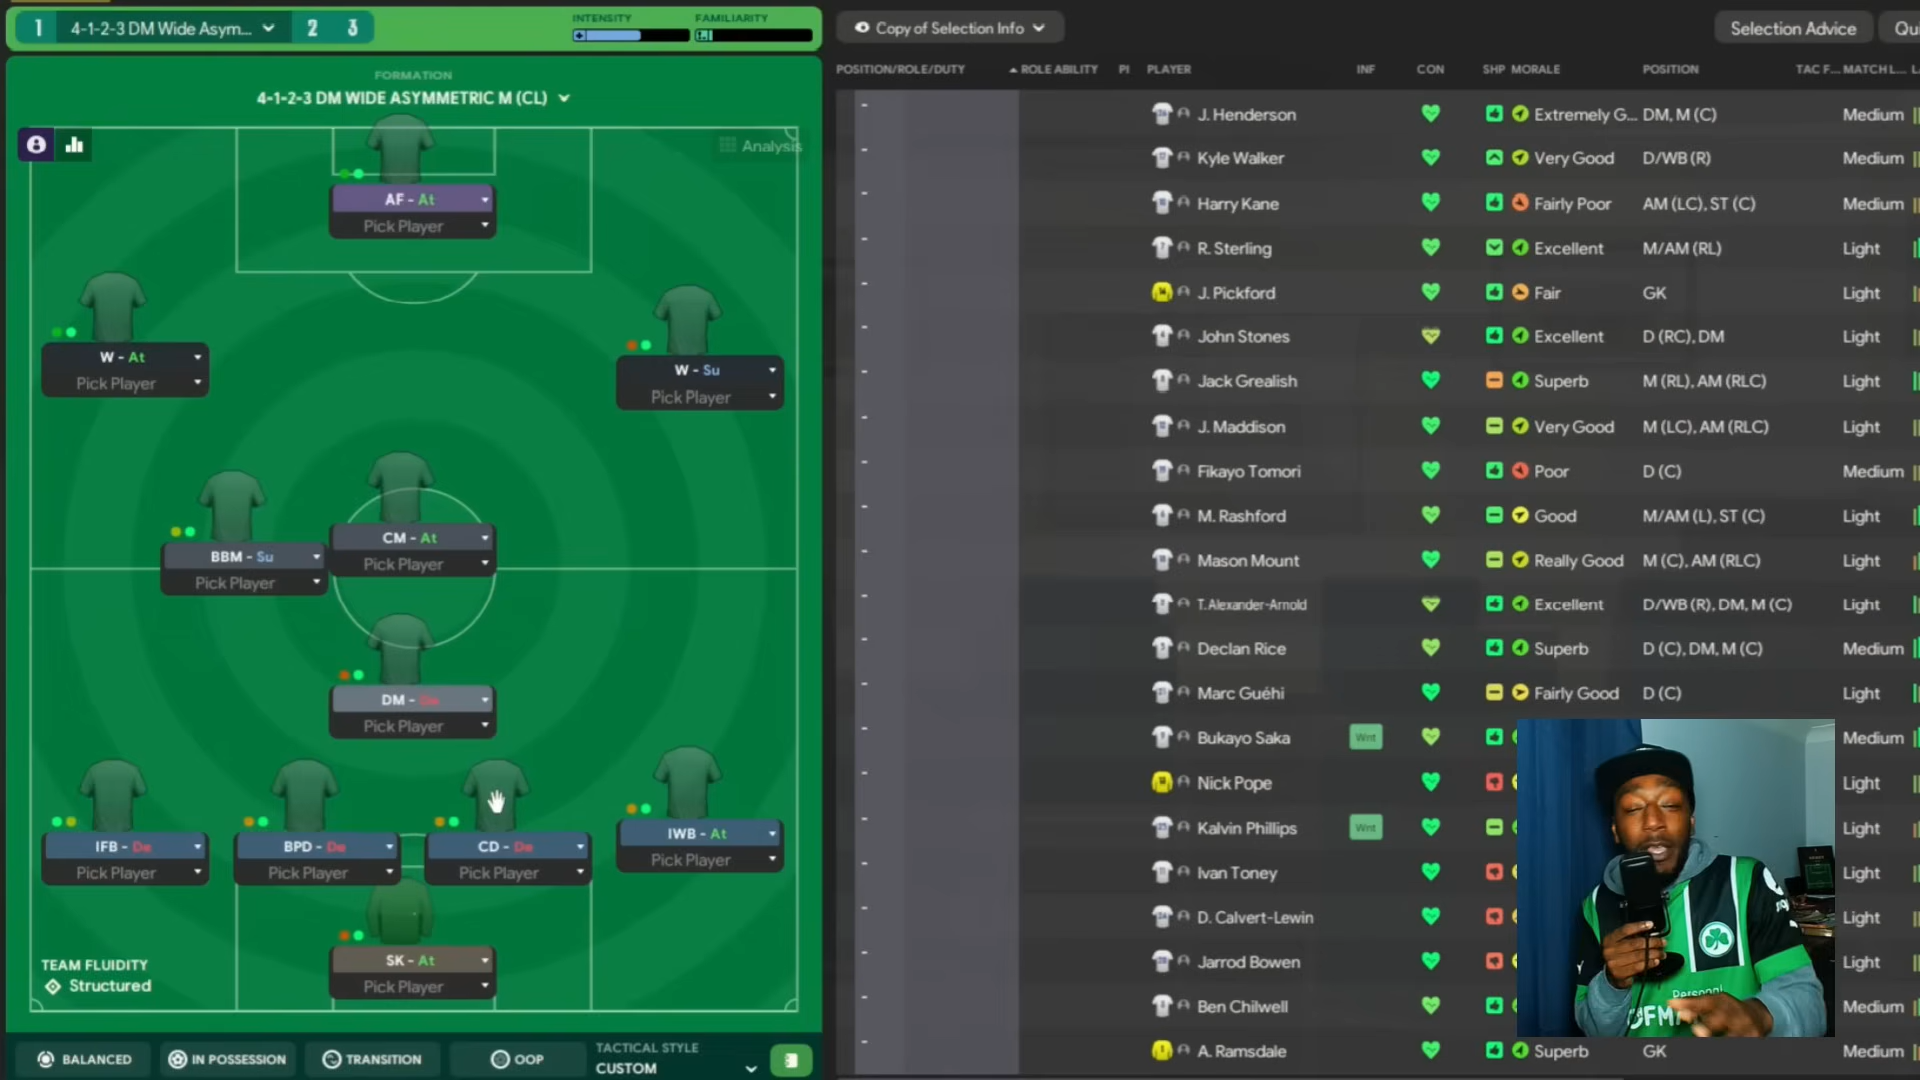 1 4-1-2-3 DM Wide Asym... 2 3
INTENSITY
FAMILIARITY
Copy of Selection Info
Selection Advice
Qu
FORMATION
4-1-2-3 DM WIDE ASYMMETRIC M (CL)
Analysis
AF - At
Pick Player
W - At
Pick Player
W - Su
Pick Player
BBM - Su
Pick Player
CM - At
Pick Player
DM - De
Pick Player
IFB - De
Pick Player
BPD - De
Pick Player
CD - De
Pick Player
IWB - At
Pick Player
SK - At
Pick Player
TEAM FLUIDITY
Structured
BALANCED
IN POSSESSION
TRANSITION
OOP
TACTICAL STYLE
CUSTOM
POSITION/ROLE/DUTY ROLE ABILITY PI PLAYER INF CON SHP MORALE POSITION TAC F... MATCH L... L
- J. Henderson Extremely G... DM, M (C) Medium
- Kyle Walker Very Good D/WB (R) Medium
- Harry Kane Fairly Poor AM (LC), ST (C) Medium
- R. Sterling Excellent M/AM (RL) Light
- J. Pickford Fair GK Light
- John Stones Excellent D (RC), DM Light
- Jack Grealish Superb M (RL), AM (RLC) Light
- J. Maddison Very Good M (LC), AM (RLC) Light
- Fikayo Tomori Poor D (C) Medium
- M. Rashford Good M/AM (L), ST (C) Light
- Mason Mount Really Good M (C), AM (RLC) Light
- T. Alexander-Arnold Excellent D/WB (R), DM, M (C) Light
- Declan Rice Superb D (C), DM, M (C) Medium
- Marc Guéhi Fairly Good D (C) Light
- Bukayo Saka Wnt Medium
- Nick Pope Light
- Kalvin Phillips Wnt Light
- Ivan Toney Light
- D. Calvert-Lewin Light
- Jarrod Bowen Light
- Ben Chilwell Medium
- A. Ramsdale Superb GK Medium
Personal